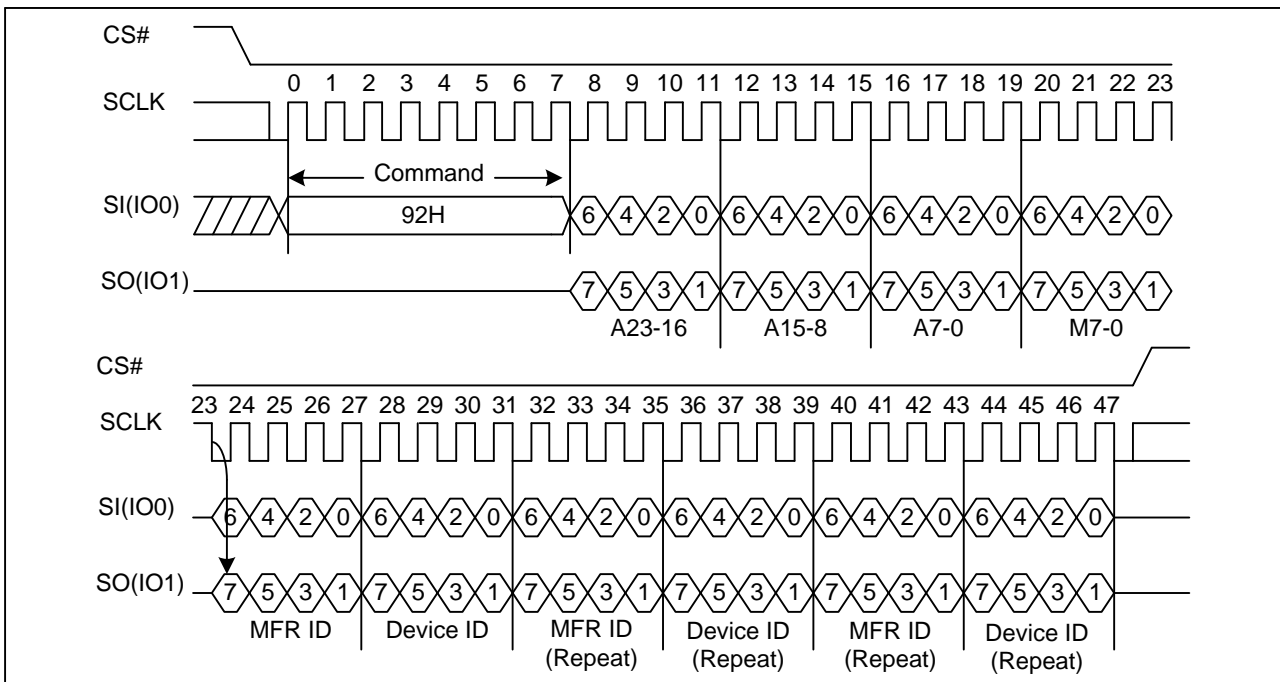 CS#
0 1 2 3 4 5 6 7 8 9 10 11 12 13 14 15 16 17 18 19 20 21 22 23
SCLK
Command
SI(IO0)
92H 6 4 2 0 6 4 2 0 6 4 2 0 6 4 2 0
SO(IO1)
7 5 3 1 7 5 3 1 7 5 3 1 7 5 3 1
A23-16 A15-8 A7-0 M7-0
CS#
23 24 25 26 27 28 29 30 31 32 33 34 35 36 37 38 39 40 41 42 43 44 45 46 47
SCLK
SI(IO0)
6 4 2 0 6 4 2 0 6 4 2 0 6 4 2 0 6 4 2 0 6 4 2 0
SO(IO1)
7 5 3 1 7 5 3 1 7 5 3 1 7 5 3 1 7 5 3 1 7 5 3 1
MFR ID Device ID MFR ID Device ID MFR ID Device ID
(Repeat) (Repeat) (Repeat) (Repeat)